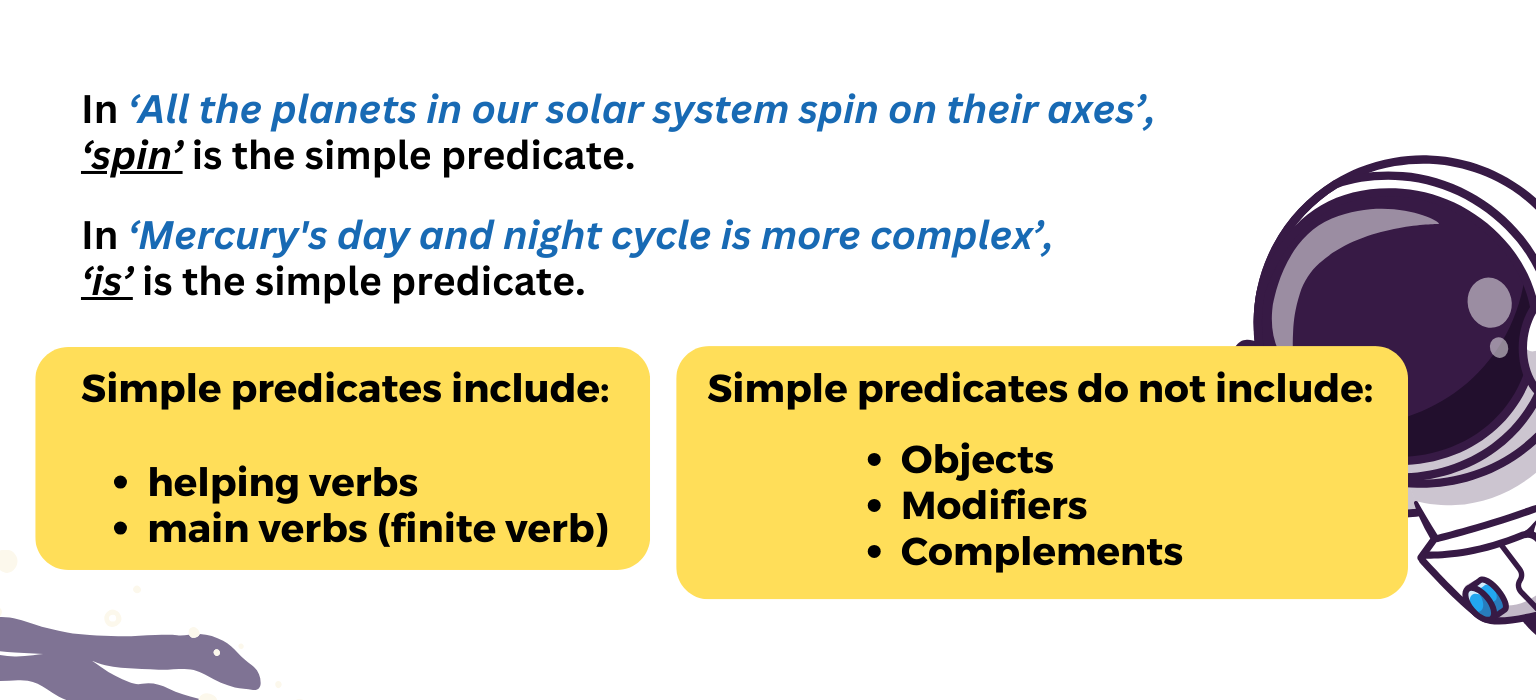 In ‘All the planets in our solar system spin on their axes’,
‘spin’ is the simple predicate.
In ‘Mercury's day and night cycle is more complex’,
‘is’ is the simple predicate.
Simple predicates include:
• helping verbs
• main verbs (finite verb)
Simple predicates do not include:
• Objects
• Modifiers
• Complements